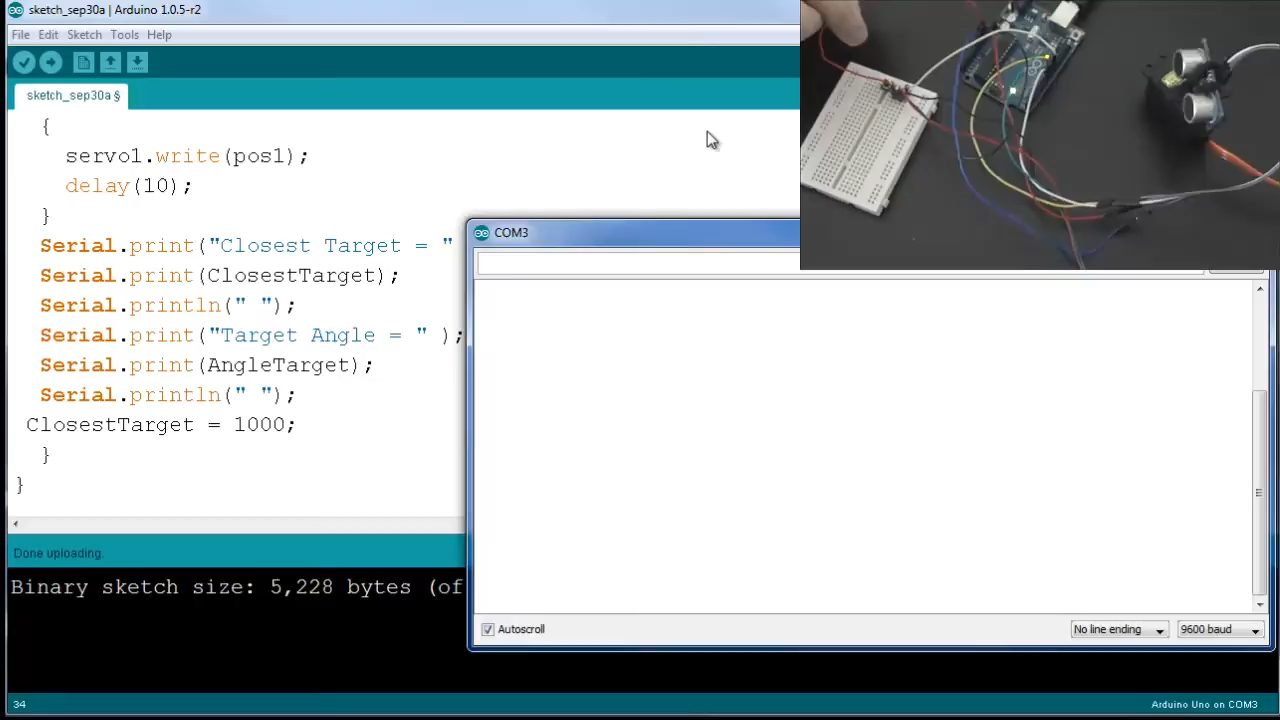 sketch_sep30a | Arduino 1.0.5-r2
File Edit Sketch Tools Help
sketch_sep30a §
{
servo1.write(pos1);
delay(10);
}
Serial.print("Closest Target = "
Serial.print(ClosestTarget);
Serial.println(" ");
Serial.print("Target Angle = " );
Serial.print(AngleTarget);
Serial.println(" ");
ClosestTarget = 1000;
}
}
Done uploading.
Binary sketch size: 5,228 bytes (of
34
Arduino Uno on COM3
COM3
Autoscroll
No line ending
9600 baud